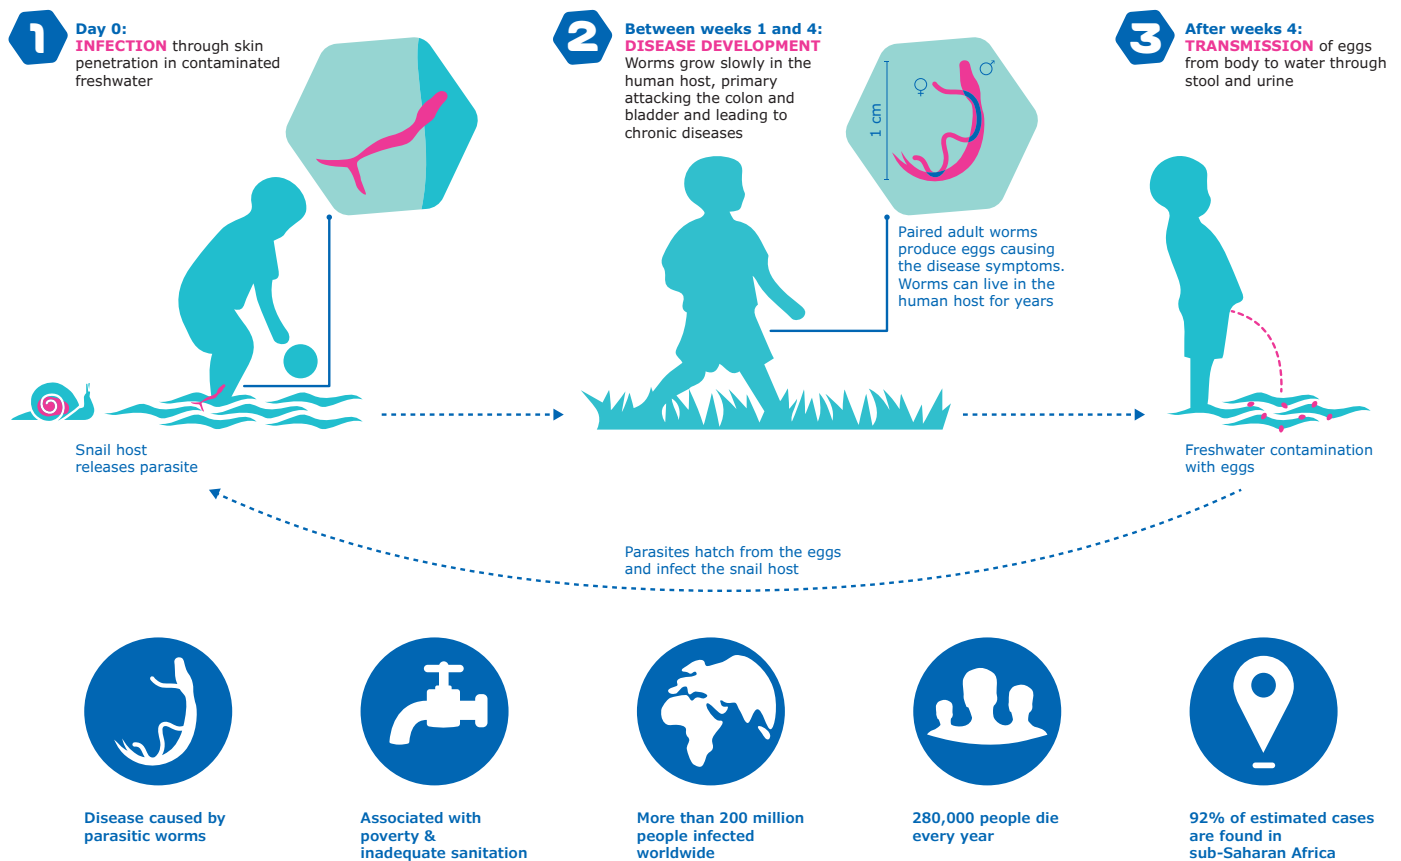 1
Day 0:
INFECTION through skin
penetration in contaminated
freshwater
2
Between weeks 1 and 4:
DISEASE DEVELOPMENT
Worms grow slowly in the
human host, primary
attacking the colon and
bladder and leading to
chronic diseases
♀
♂
1 cm
Paired adult worms
produce eggs causing
the disease symptoms.
Worms can live in the
human host for years
3
After weeks 4:
TRANSMISSION of eggs
from body to water through
stool and urine
Snail host
releases parasite
Freshwater contamination
with eggs
Parasites hatch from the eggs
and infect the snail host
Disease caused by
parasitic worms
Associated with
poverty &
inadequate sanitation
More than 200 million
people infected
worldwide
280,000 people die
every year
92% of estimated cases
are found in
sub-Saharan Africa